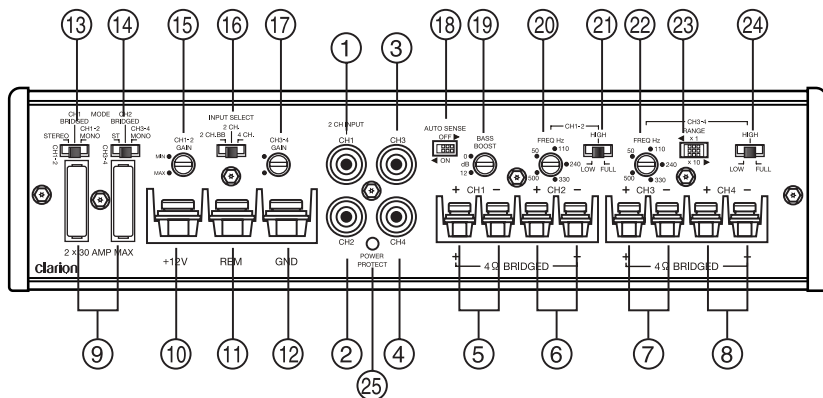 13 14 15 16 17 1 3 18 19 20 21 22 23 24
CH1 BRIDGED MODE CH2 BRIDGED
STEREO CH1-2 MONO ST CH3-4 MONO
CH1-2 CH3-4
CH1-2 GAIN
MIN
MAX
INPUT SELECT
2 CH.
2 CH.BB 4 CH.
CH3-4 GAIN
2 CH INPUT
CH1 CH3
CH2 CH4
POWER
PROTECT
AUTO SENSE
OFF ▶
◀ ON
BASS
BOOST
0
dB
12
CH1-2
FREQ Hz
50 110
240
500 330
HIGH
LOW FULL
CH3-4
FREQ Hz
50 110
240
500 330
RANGE
◀ x 1
x 10 ▶
HIGH
LOW FULL
+ CH1 − + CH2 − + CH3 − + CH4 −
2 x 30 AMP MAX
clarion
+12V REM GND
+ 4Ω BRIDGED − + 4Ω BRIDGED −
9 10 11 12 2 25 4 5 6 7 8